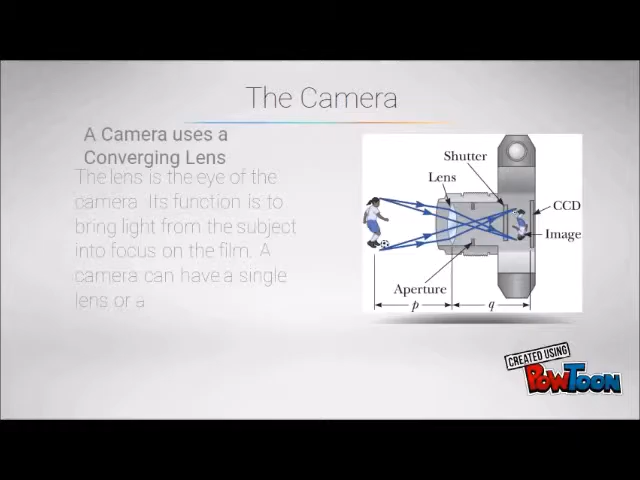 The Camera
A Camera uses a
Converging Lens
The lens is the eye of the
camera. Its function is to
bring light from the subject
into focus on the film. A
camera can have a single
lens or a
Shutter
Lens
CCD
Image
Aperture
p
q
CREATED USING
POWTOON